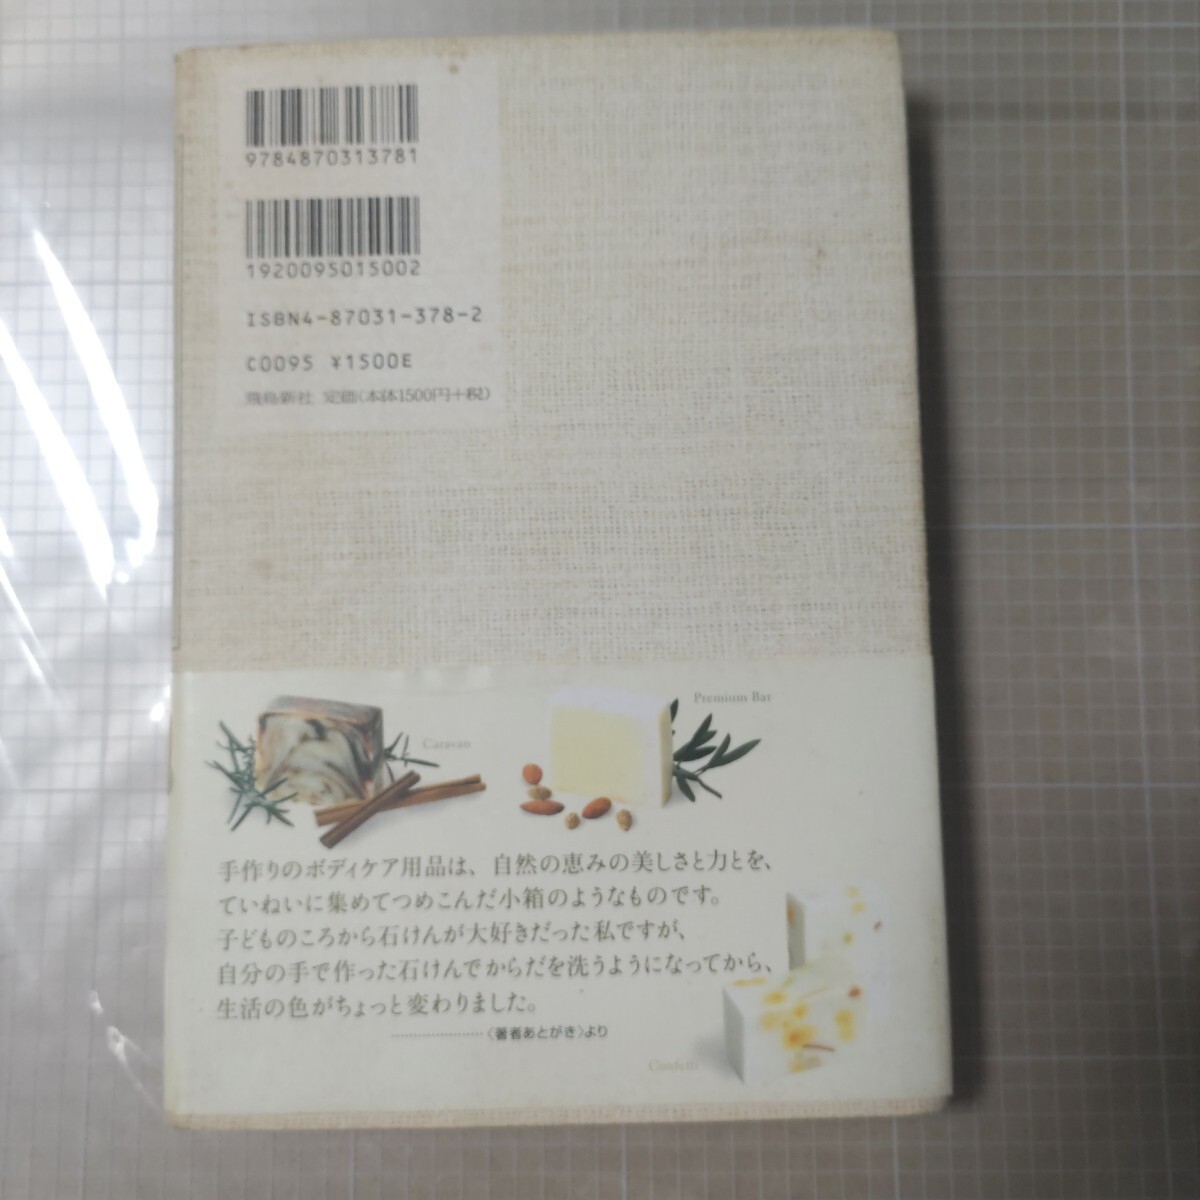 9784870313781
1920095015002
ISBN4-87031-378-2
C0095 ¥1500E
飛鳥新社 定価(本体1500円+税)
Premium Bar
Caravan
手作りのボディケア用品は、自然の恵みの美しさと力とを、
ていねいに集めてつめこんだ小箱のようなものです。
子どものころから石けんが大好きだった私ですが、
自分の手で作った石けんでからだを洗うようになってから、
生活の色がちょっと変わりました。
……………………〈著者あとがき〉より
Confetti